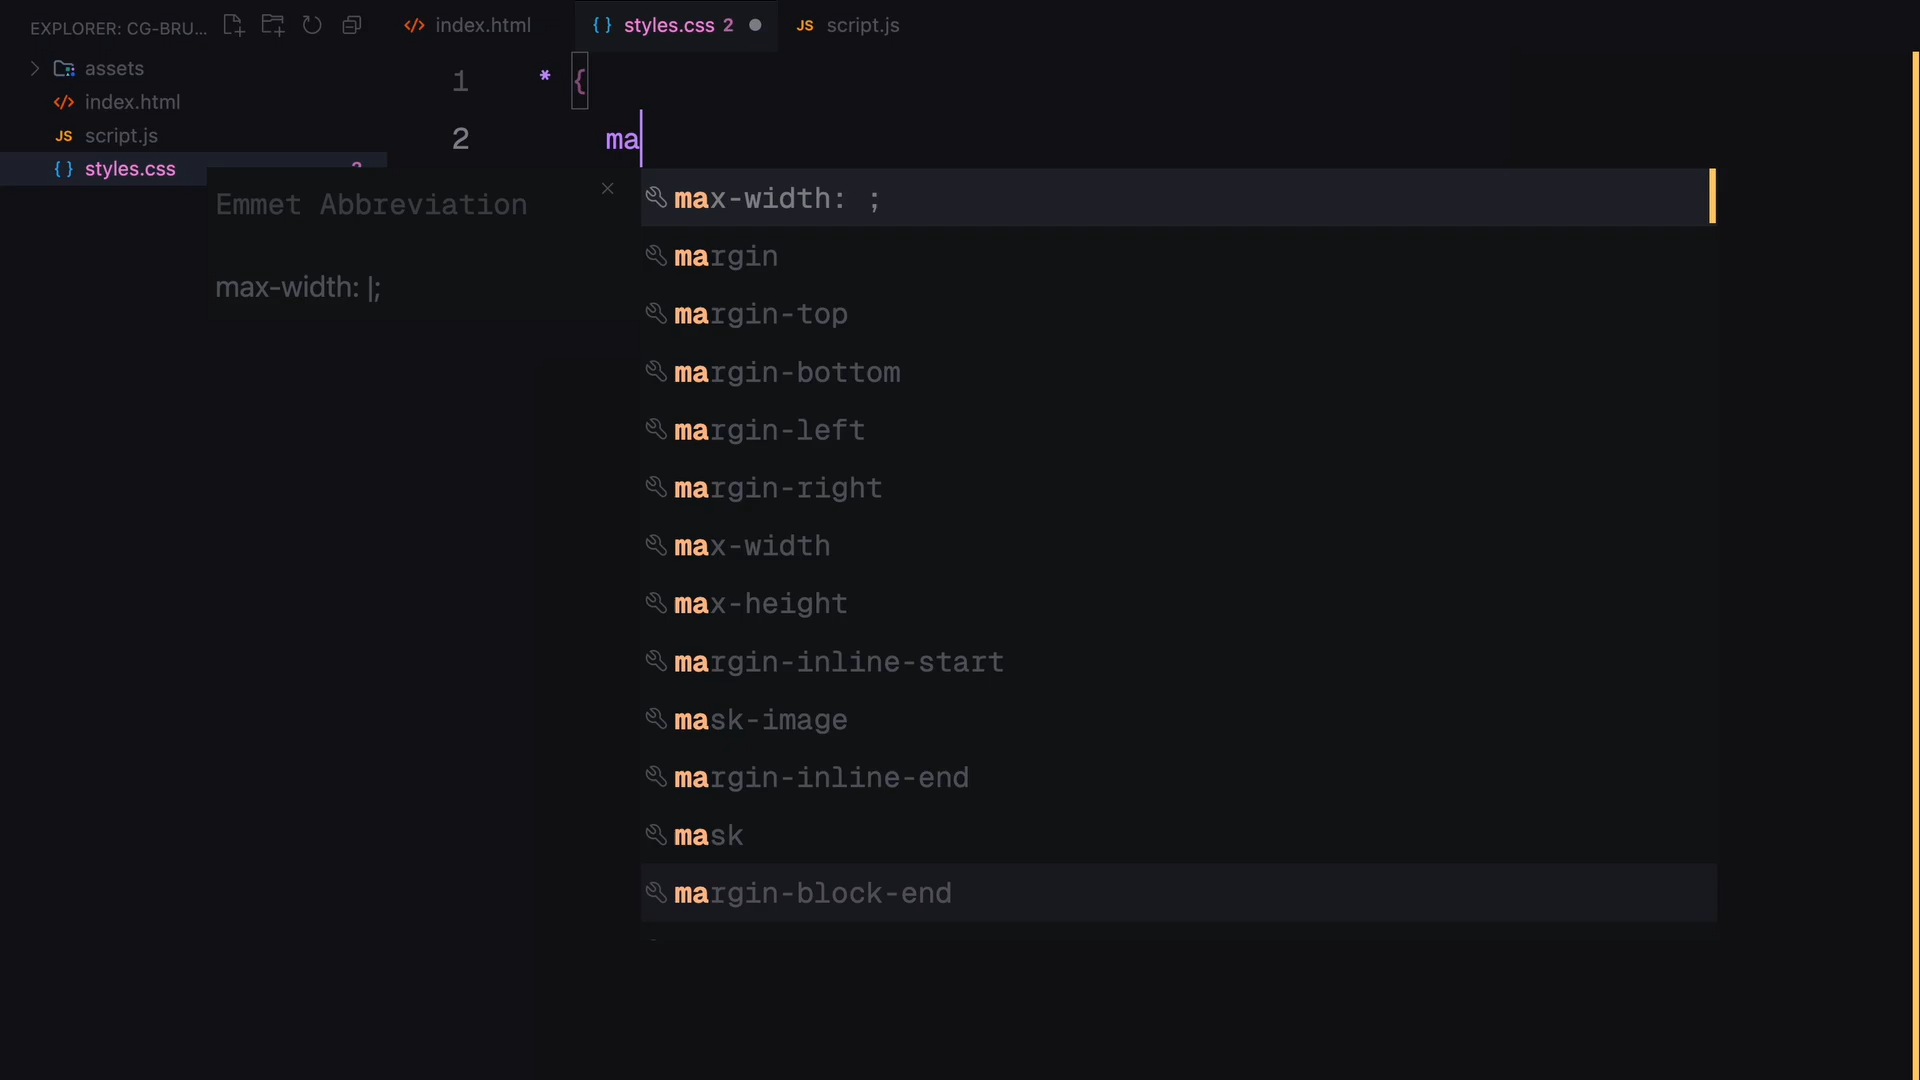 EXPLORER: CG-BRU...
index.html
{ } styles.css 2
JS script.js
assets
index.html
JS script.js
{ } styles.css
1 * {
2 ma
Emmet Abbreviation
max-width: |;
max-width: ;
margin
margin-top
margin-bottom
margin-left
margin-right
max-width
max-height
margin-inline-start
mask-image
margin-inline-end
mask
margin-block-end